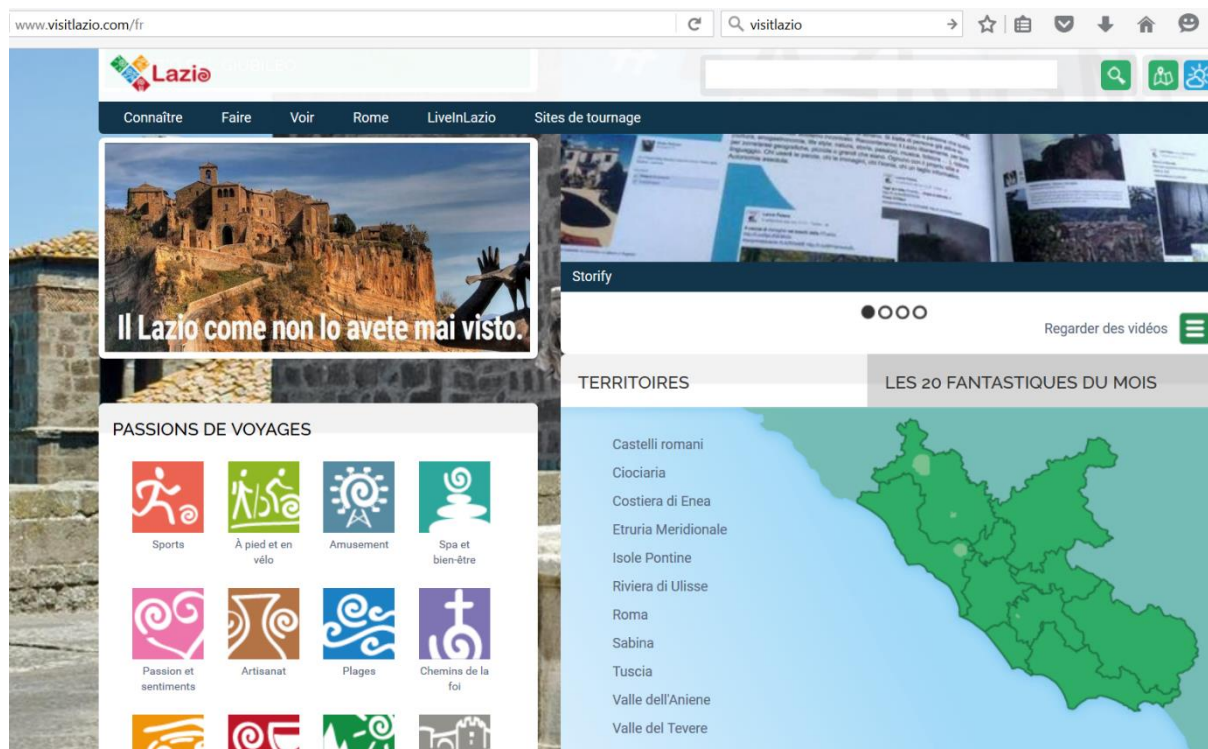 www.visitlazio.com/fr
visitlazio
Lazio
Connaître
Faire
Voir
Rome
LiveInLazio
Sites de tournage
Il Lazio come non lo avete mai visto.
Storify
Regarder des vidéos
PASSIONS DE VOYAGES
Sports
À pied et en
vélo
Amusement
Spa et
bien-être
Passion et
sentiments
Artisanat
Plages
Chemins de la
foi
TERRITOIRES
LES 20 FANTASTIQUES DU MOIS
Castelli romani
Ciociaria
Costiera di Enea
Etruria Meridionale
Isole Pontine
Riviera di Ulisse
Roma
Sabina
Tuscia
Valle dell'Aniene
Valle del Tevere